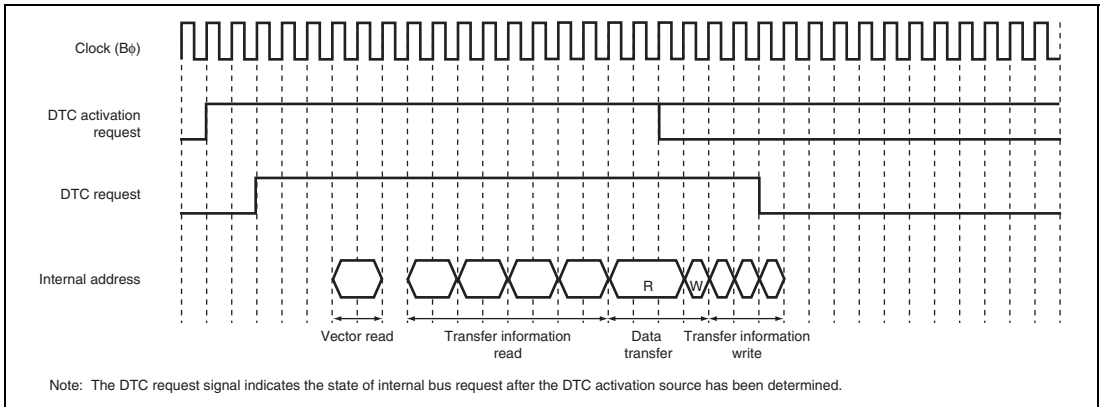 Clock (Bϕ)
DTC activation
request
DTC request
Internal address
R
W
Vector read
Transfer information
read
Data
transfer
Transfer information
write
Note: The DTC request signal indicates the state of internal bus request after the DTC activation source has been determined.